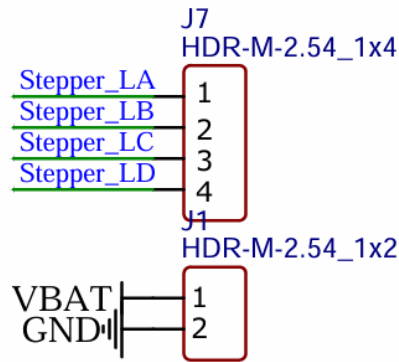 J7
HDR-M-2.54_1x4
Stepper_LA 1
Stepper_LB 2
Stepper_LC 3
Stepper_LD 4
J1
HDR-M-2.54_1x2
VBAT 1
GND 2